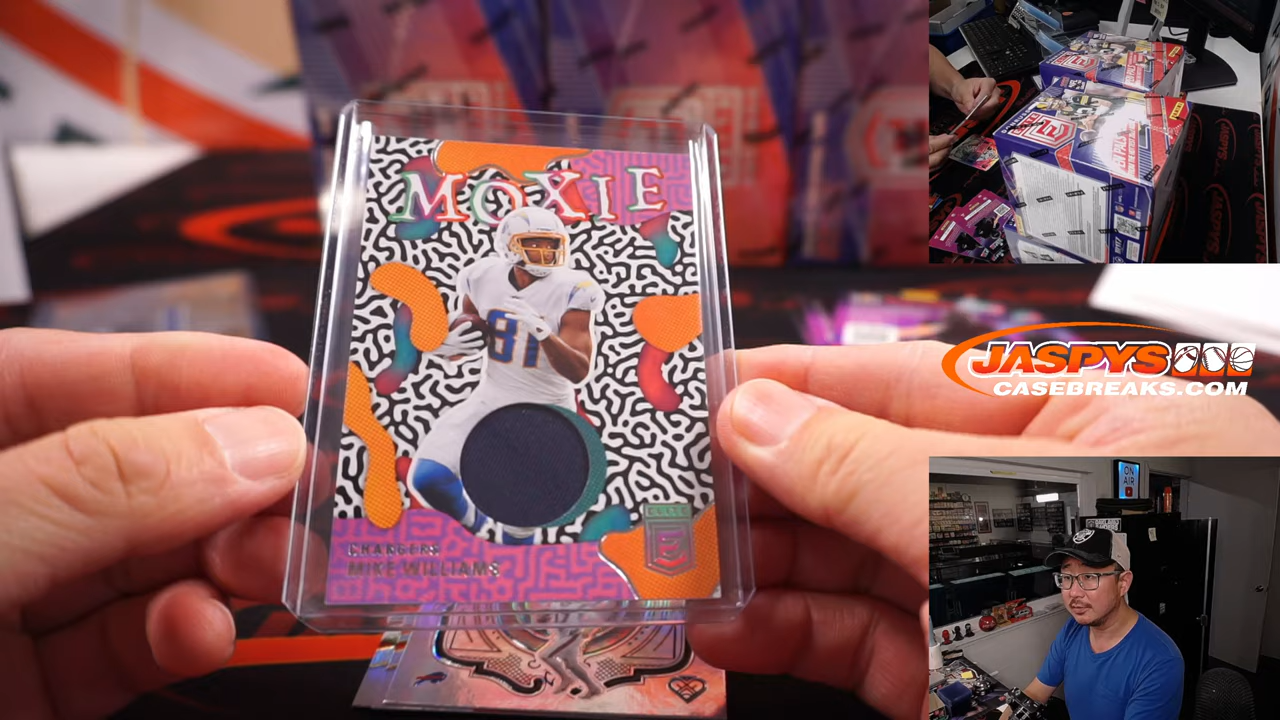 MOXIE
81
ELITE
CHARGERS
MIKE WILLIAMS
JASPYS
CASEBREAKS.COM
ON
AIR